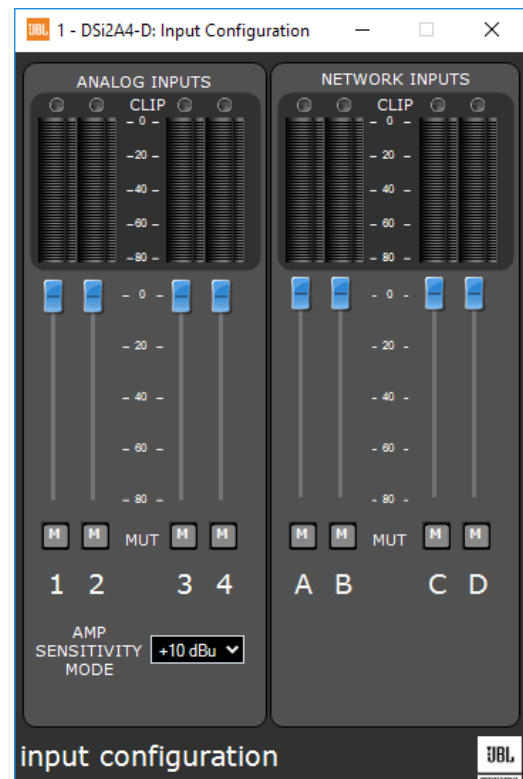 JBL 1 - DSi2A4-D: Input Configuration
ANALOG INPUTS
CLIP
- 0 -
-20 -
-40 -
-60 -
-80 -
- 0 -
- 20 -
- 40 -
- 60 -
- 80 -
M M MUT M M
1 2 3 4
AMP
SENSITIVITY
MODE
+10 dBu
NETWORK INPUTS
CLIP
- 0 -
- 20 -
- 40 -
- 60 -
- 80 -
- 0 -
- 20 -
- 40 -
- 60 -
- 80 -
M M MUT M M
A B C D
input configuration
JBL